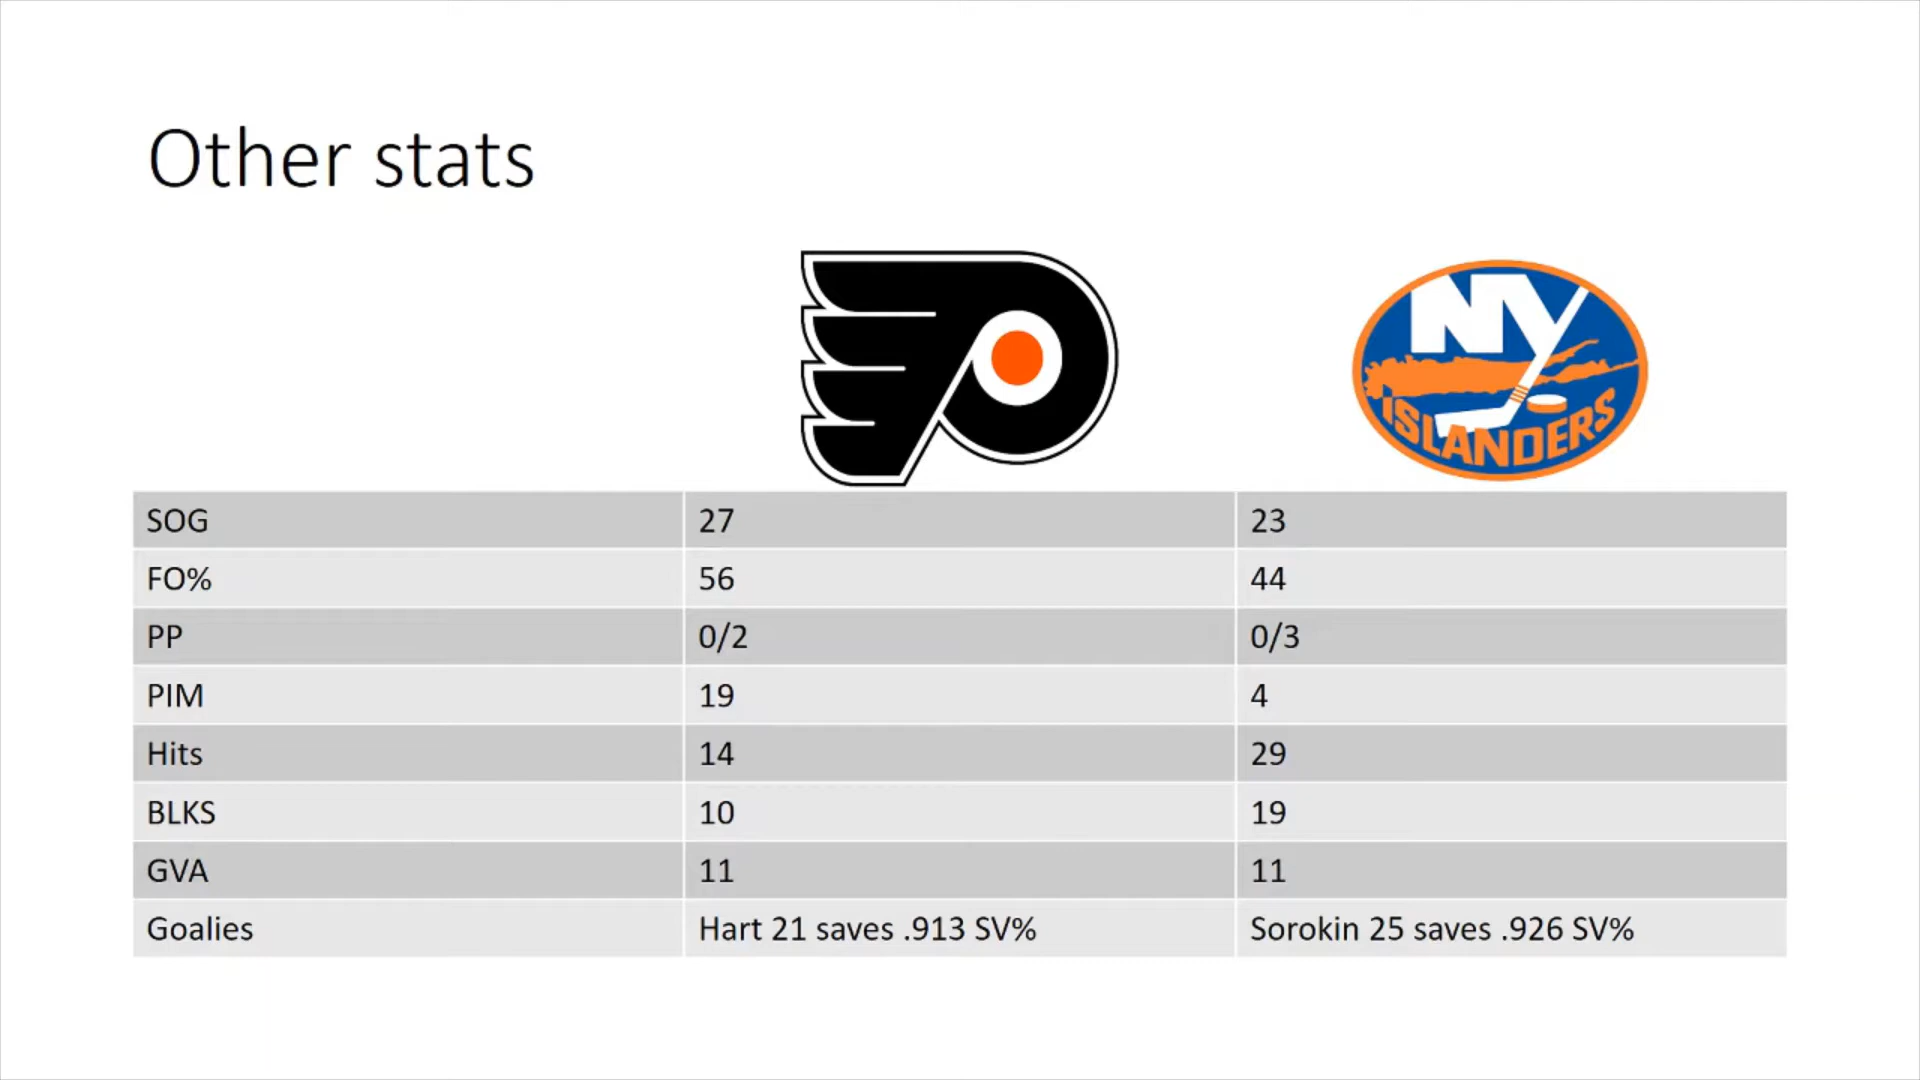 Other stats
NY
ISLANDERS
SOG 27 23
FO% 56 44
PP 0/2 0/3
PIM 19 4
Hits 14 29
BLKS 10 19
GVA 11 11
Goalies Hart 21 saves .913 SV% Sorokin 25 saves .926 SV%